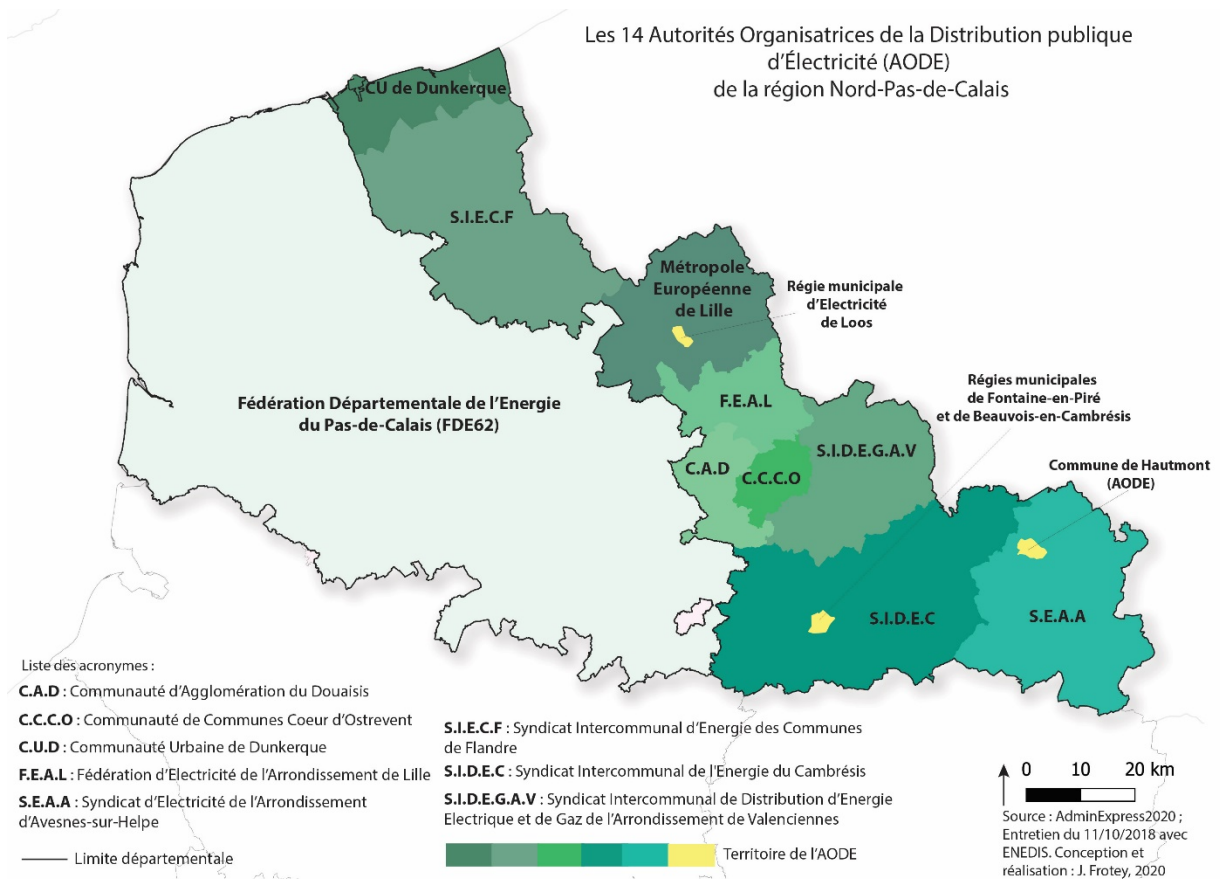 Les 14 Autorités Organisatrices de la Distribution publique
d'Électricité (AODE)
de la région Nord-Pas-de-Calais
CU de Dunkerque
S.I.E.C.F
Métropole
Européenne
de Lille
Régie municipale
d'Electricité
de Loos
Fédération Départementale de l'Energie
du Pas-de-Calais (FDE62)
F.E.A.L
Régies municipales
de Fontaine-en-Piré
et de Beauvois-en-Cambrésis
S.I.D.E.G.A.V
C.A.D
C.C.C.O
Commune de Hautmont
(AODE)
S.I.D.E.C
S.E.A.A
Liste des acronymes :
C.A.D : Communauté d'Agglomération du Douaisis
C.C.C.O : Communauté de Communes Coeur d'Ostrevent
C.U.D : Communauté Urbaine de Dunkerque
F.E.A.L : Fédération d'Electricité de l'Arrondissement de Lille
S.E.A.A : Syndicat d'Electricité de l'Arrondissement
d'Avesnes-sur-Helpe
Limite départementale
S.I.E.C.F : Syndicat Intercommunal d'Energie des Communes
de Flandre
S.I.D.E.C : Syndicat Intercommunal de l'Energie du Cambrésis
S.I.D.E.G.A.V : Syndicat Intercommunal de Distribution d'Energie
Electrique et de Gaz de l'Arrondissement de Valenciennes
Territoire de l'AODE
0 10 20 km
Source : AdminExpress2020 ;
Entretien du 11/10/2018 avec
ENEDIS. Conception et
réalisation : J. Frotey, 2020